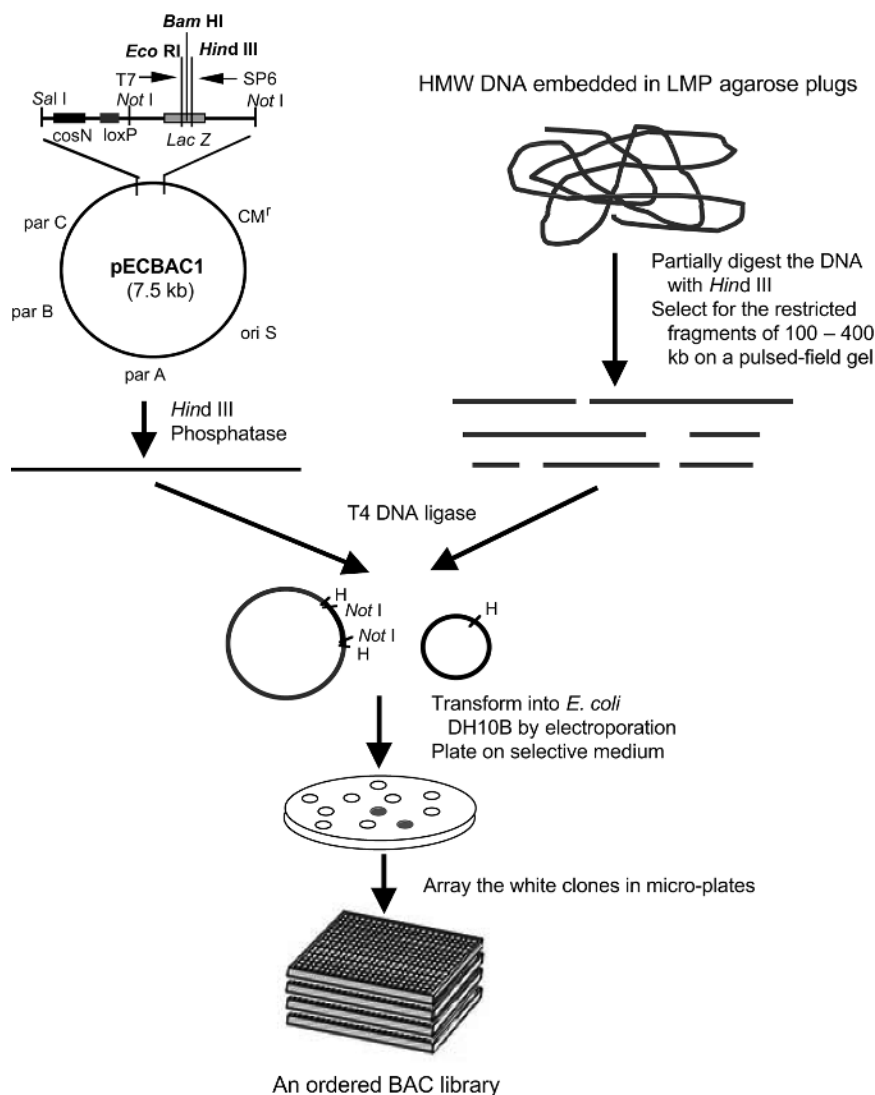 Bam HI
Eco RI
Hind III
T7
SP6
Sal I
Not I
Not I
cosN
loxP
Lac Z
par C
CMr
pECBAC1
(7.5 kb)
par B
ori S
par A
Hind III
Phosphatase
HMW DNA embedded in LMP agarose plugs
Partially digest the DNA
with Hind III
Select for the restricted
fragments of 100 – 400
kb on a pulsed-field gel
T4 DNA ligase
H
Not I
Not I
H
H
Transform into E. coli
DH10B by electroporation
Plate on selective medium
Array the white clones in micro-plates
An ordered BAC library